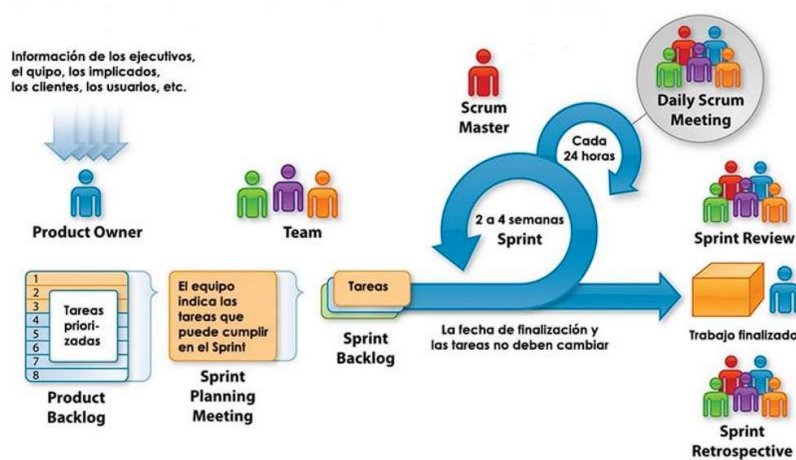 Información de los ejecutivos,
el quipo, los implicados,
los clientes, los usuarios, etc.
Product Owner
Team
Scrum
Master
Daily Scrum
Meeting
Cada
24 horas
2 a 4 semanas
Sprint
Sprint Review
1
2
3
4
5
6
7
8
Tareas
priori-
zadas
Product
Backlog
El equipo
indica las
tareas que
puede cumplir
en el Sprint
Sprint
Planning
Meeting
Tareas
Sprint
Backlog
La fecha de finalización y
las tareas no deben cambiar
Trabajo finalizado
Sprint
Retrospective